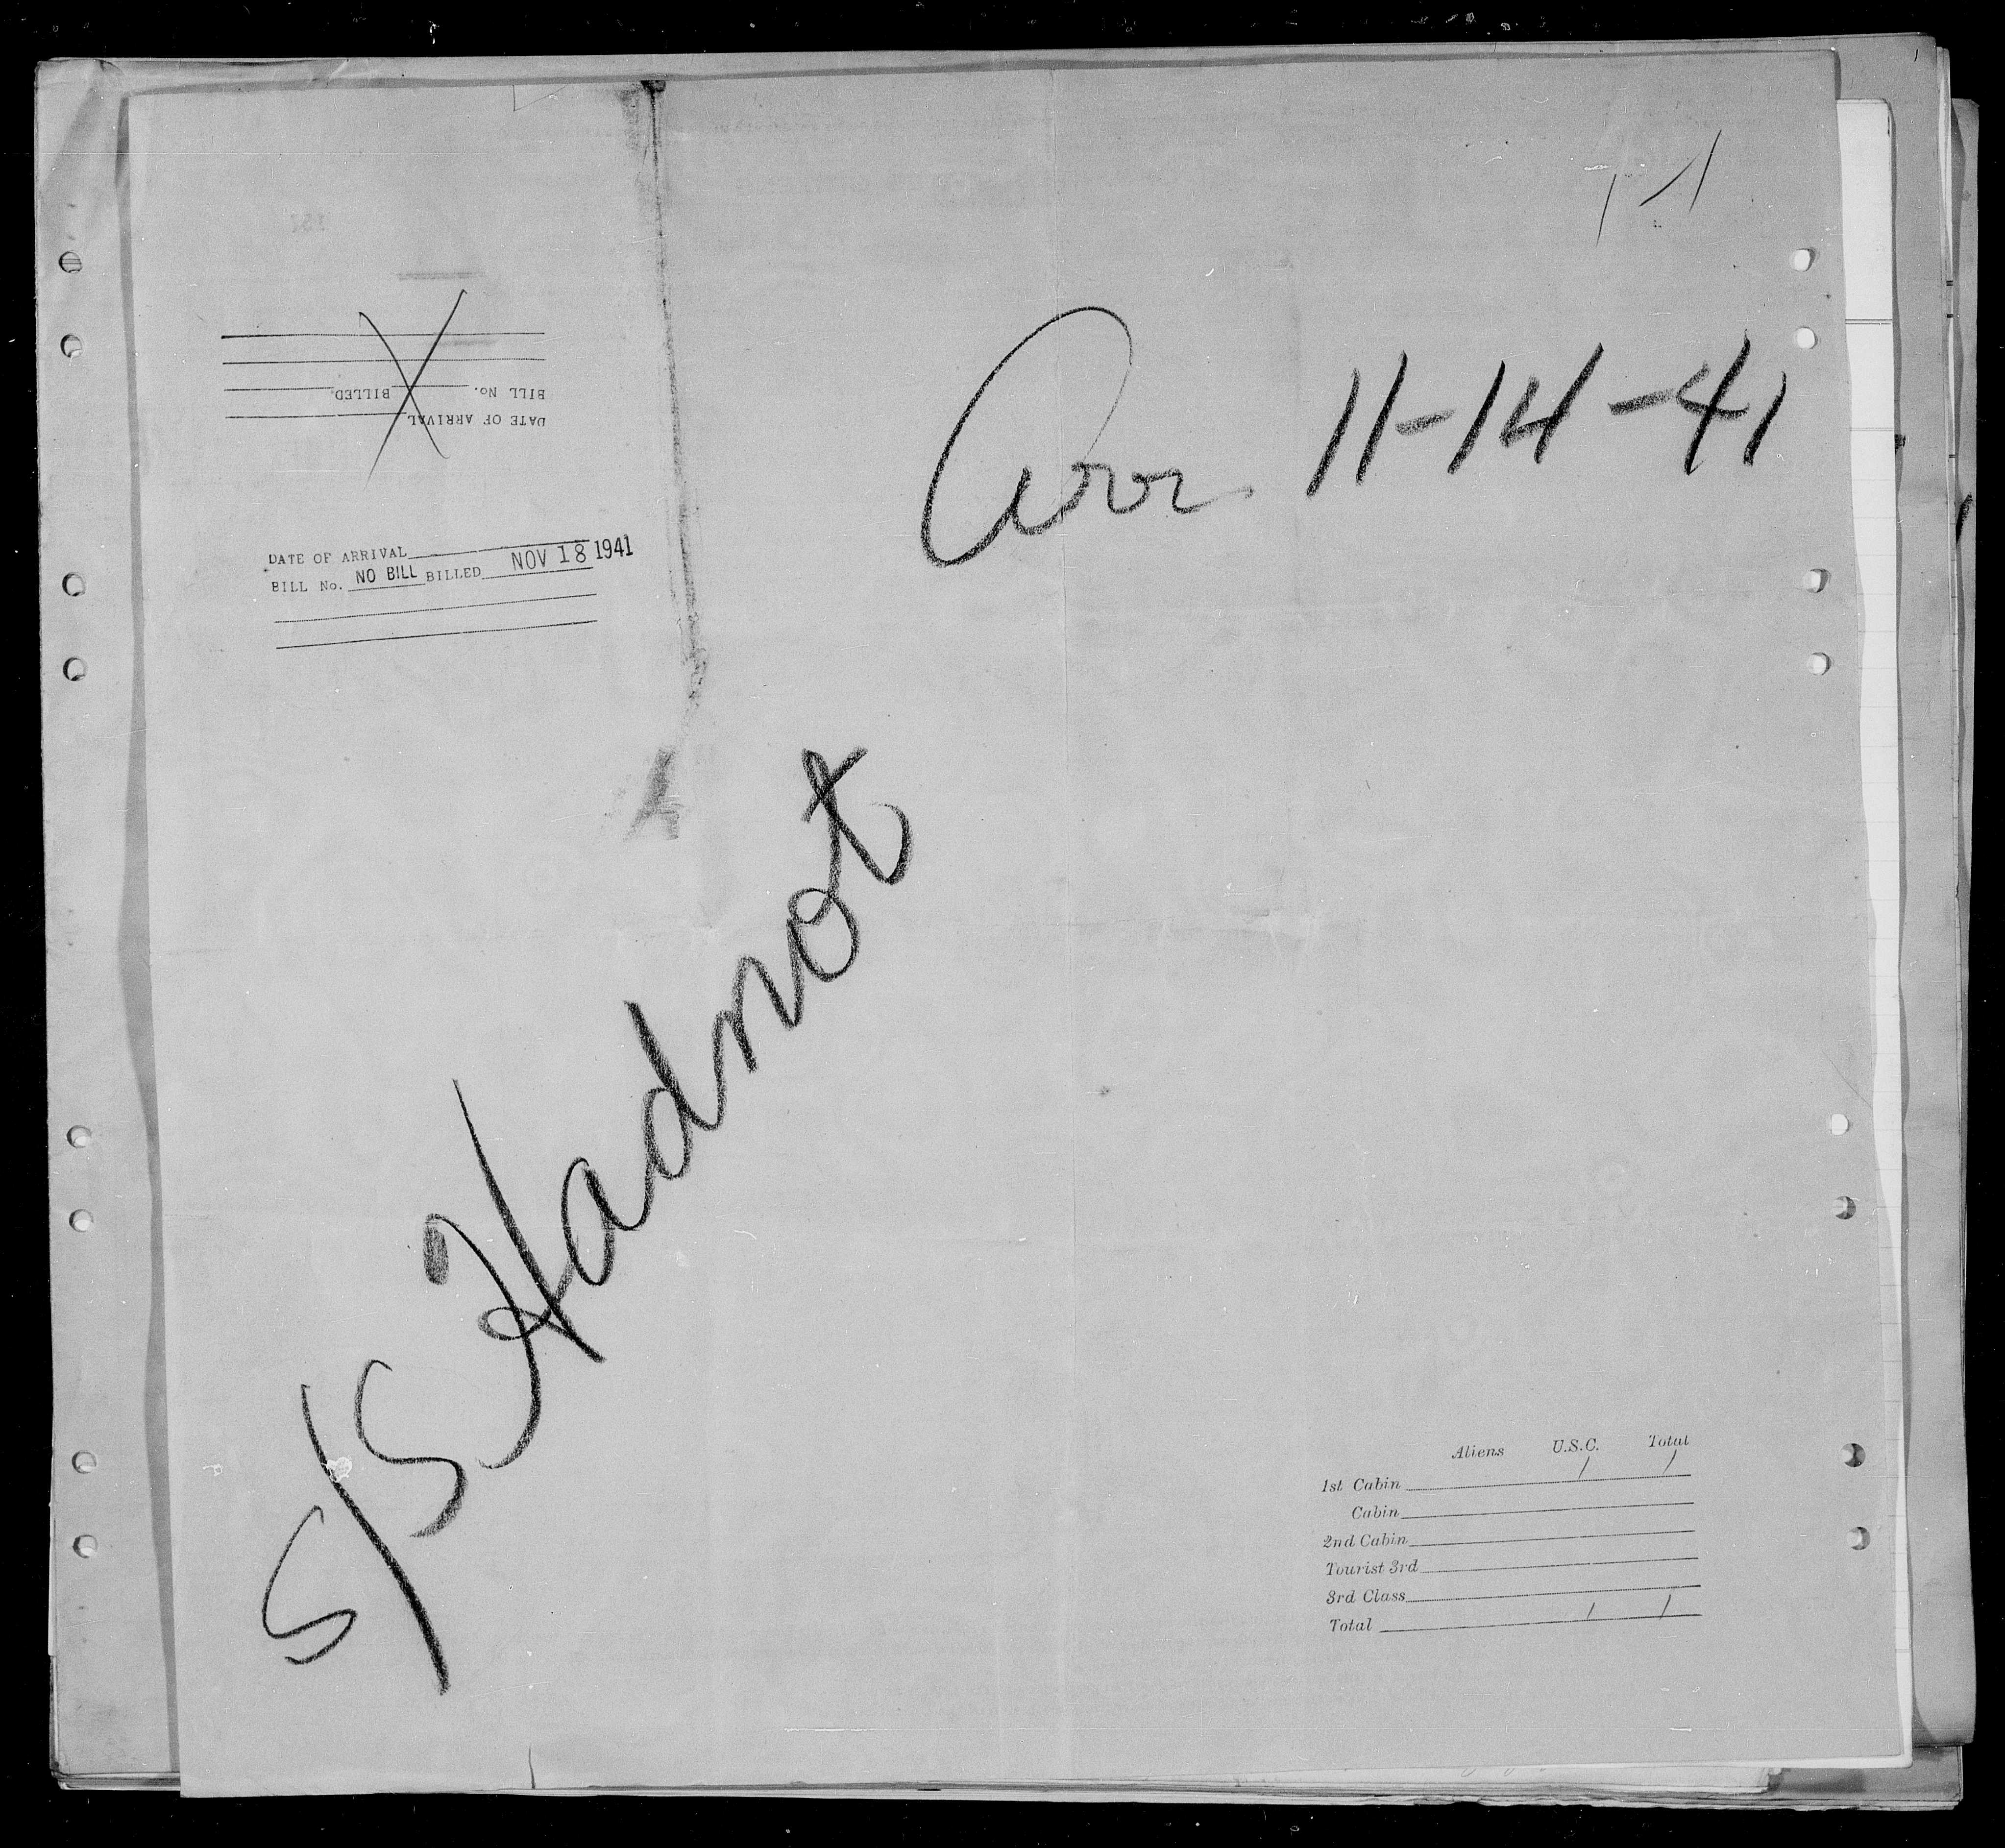 Arr 11-14-41
BILL No. BILLED
DATE OF ARRIVAL
DATE OF ARRIVAL
BILL No. NO BILL BILLED NOV 18 1941
S/S Hadnot
Aliens U.S.C. Total
1st Cabin 1 1
Cabin
2nd Cabin
Tourist 3rd
3rd Class
Total 1 1